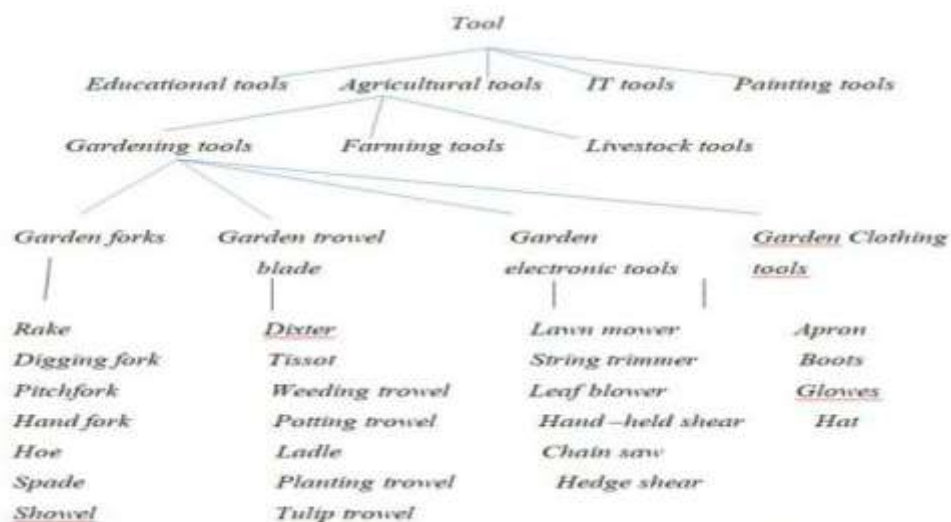 Tool
Educational tools Agricultural tools IT tools Painting tools
Gardening tools Farming tools Livestock tools
Garden forks Garden trowel Garden Garden Clothing
blade electronic tools tools
Rake Dixter Lawn mower Apron
Digging fork Tissot String trimmer Boots
Pitchfork Weeding trowel Leaf blower Glowes
Hand fork Potting trowel Hand –held shear Hat
Hoe Ladle Chain saw
Spade Planting trowel Hedge shear
Showel Tulip trowel